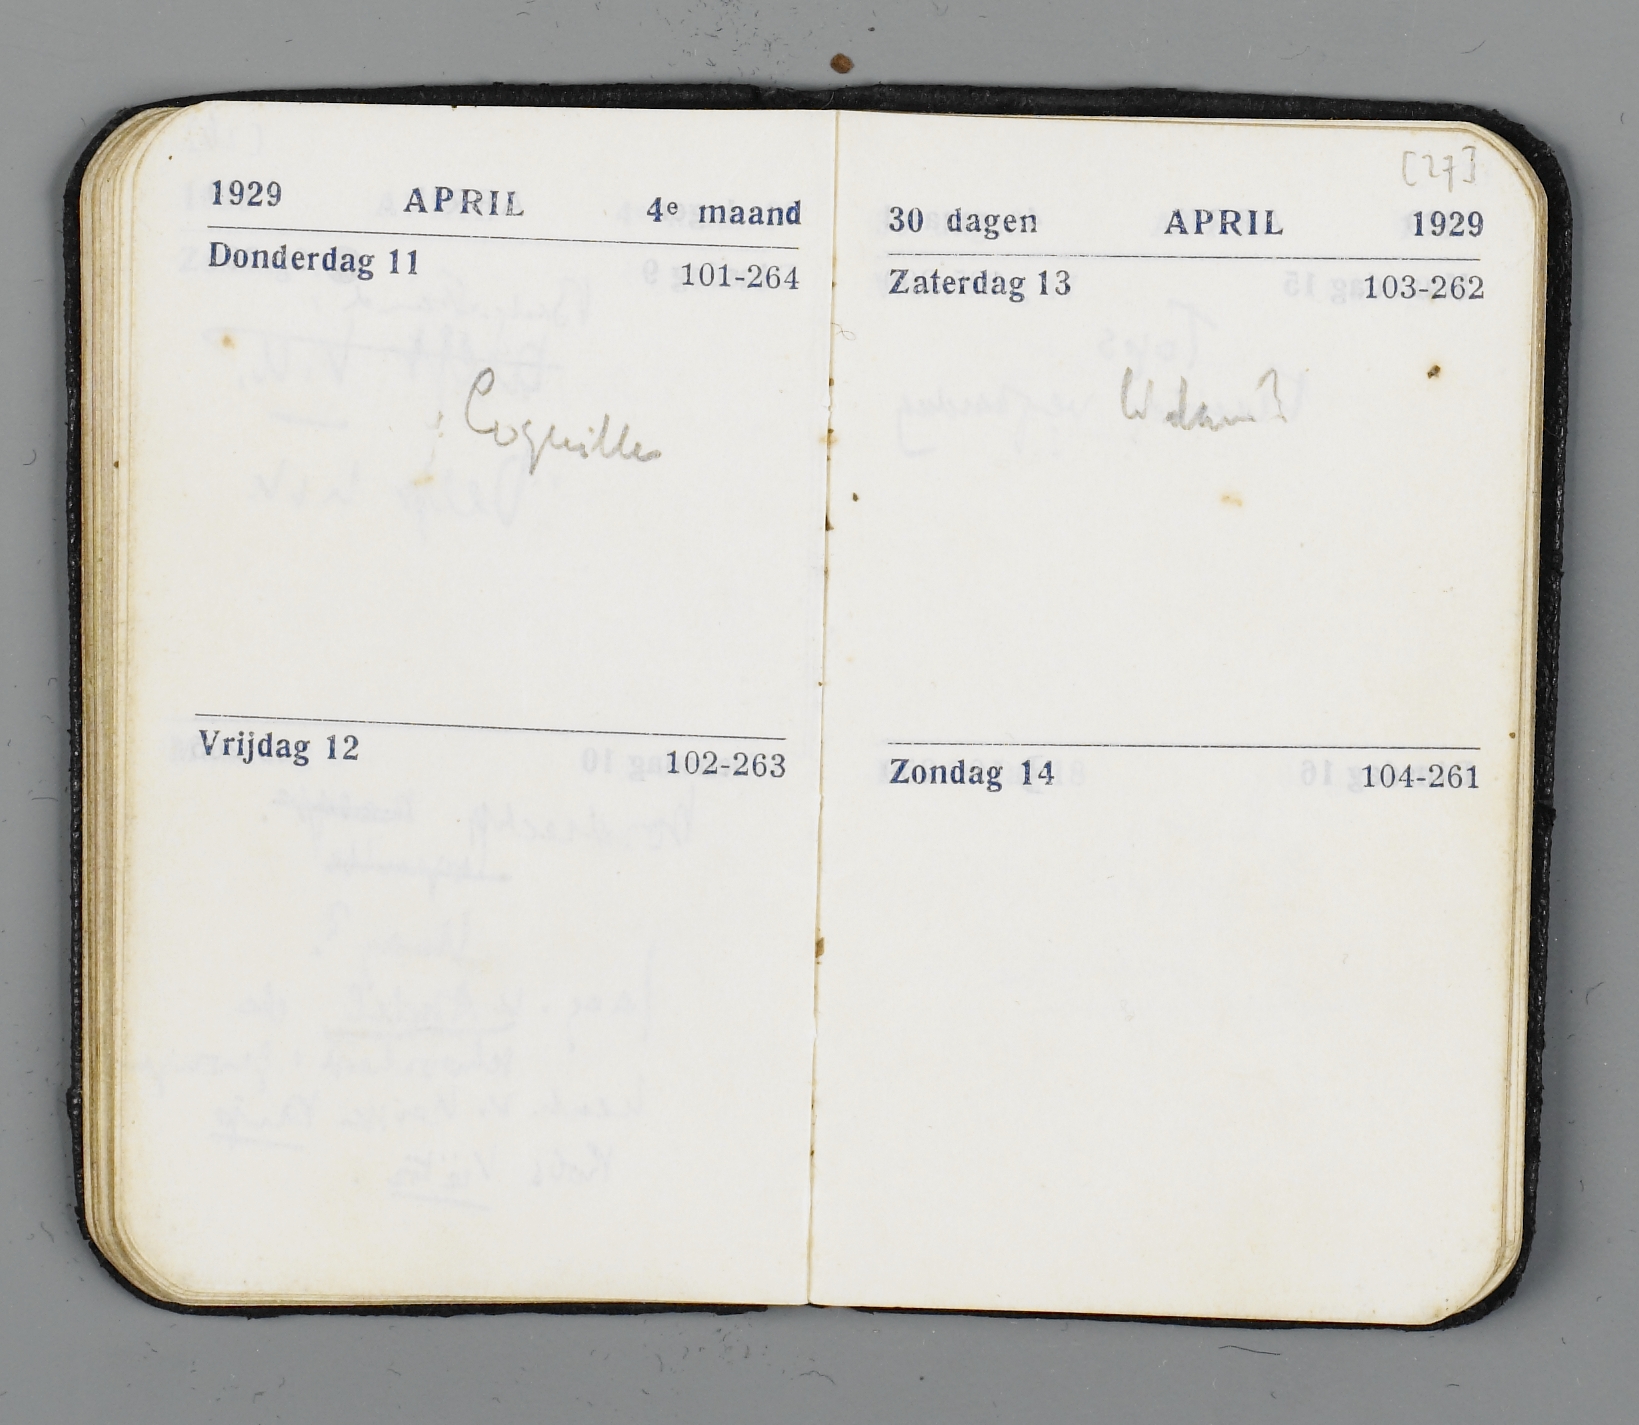 1929 APRIL 4e maand
Donderdag 11 101-264
Coquille
Vrijdag 12 102-263
[27]
30 dagen APRIL 1929
Zaterdag 13 103-262
Zondag 14 104-261